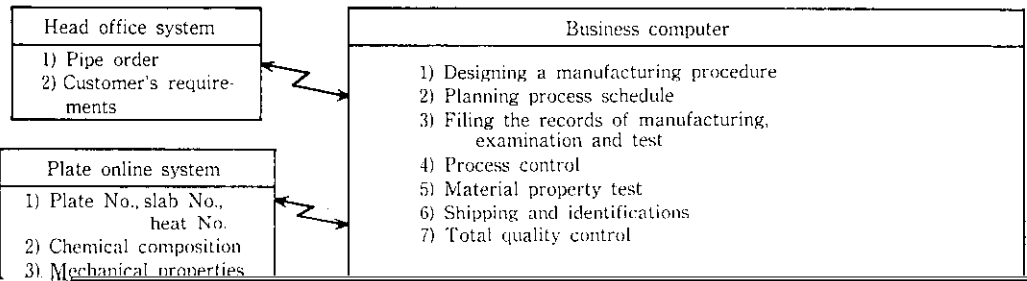 Head office system
1) Pipe order
2) Customer's require-
ments
Plate online system
1) Plate No., slab No.,
heat No.
2) Chemical composition
3) Mechanical properties
Business computer
1) Designing a manufacturing procedure
2) Planning process schedule
3) Filing the records of manufacturing,
examination and test
4) Process control
5) Material property test
6) Shipping and identifications
7) Total quality control